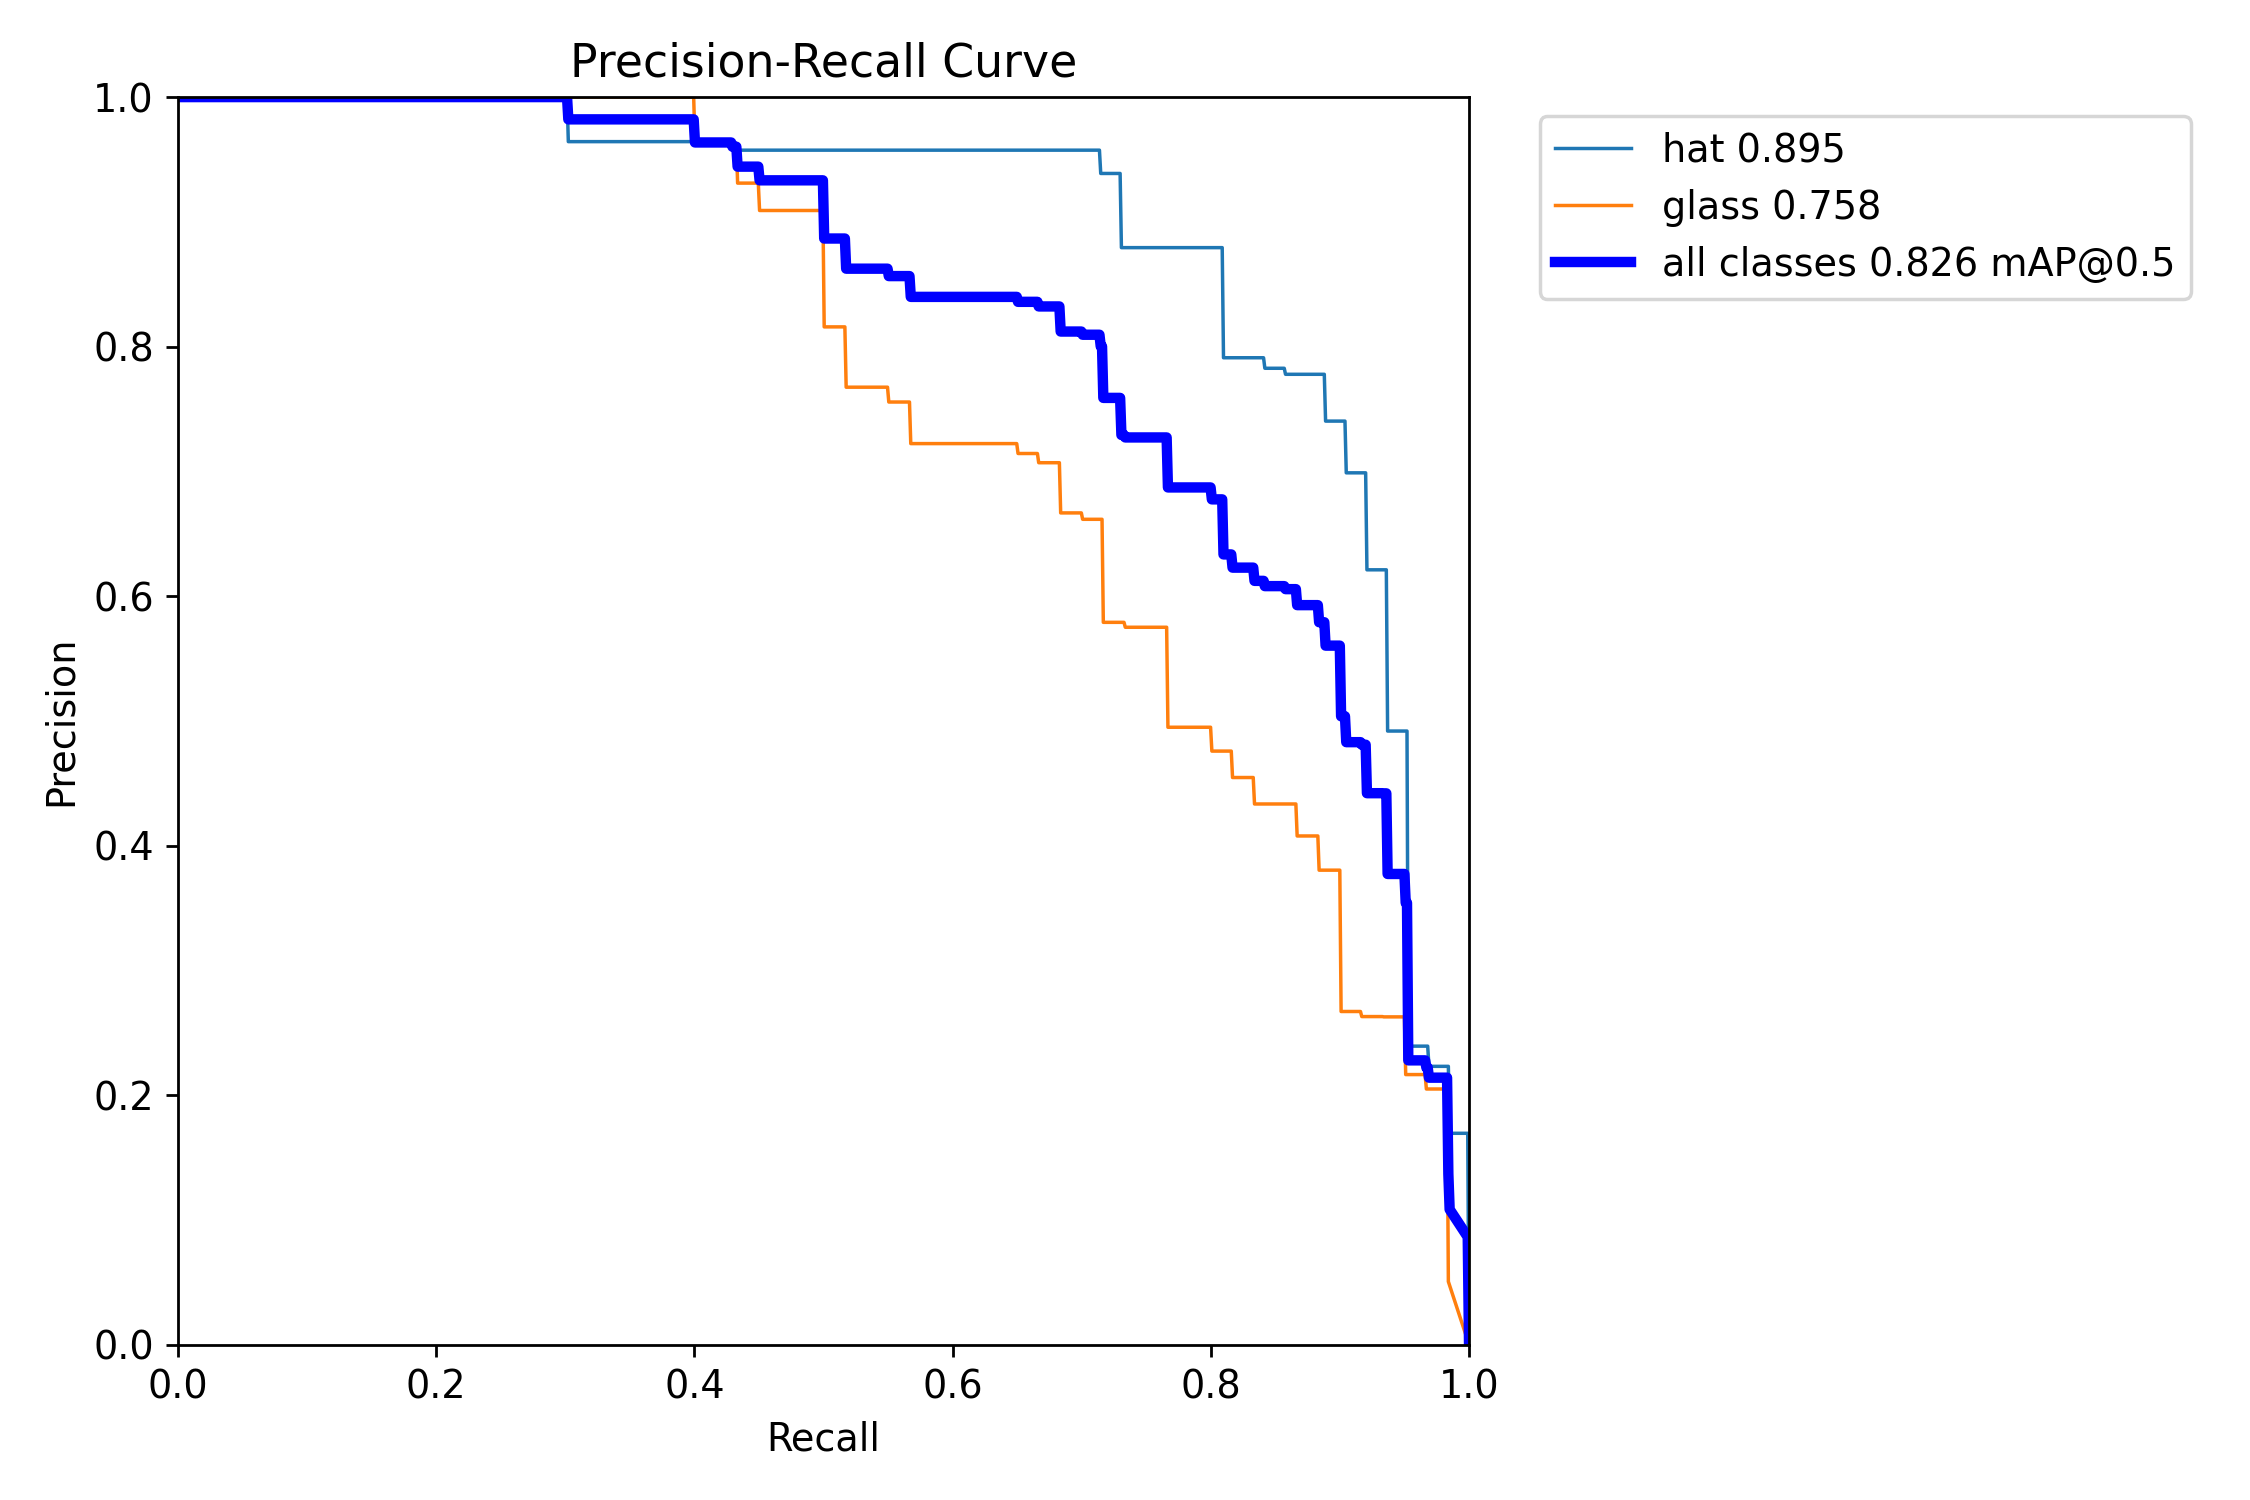 Precision-Recall Curve
1.0
0.8
0.6
0.4
0.2
0.0
Precision
0.0 0.2 0.4 0.6 0.8 1.0
Recall
hat 0.895
glass 0.758
all classes 0.826 mAP@0.5